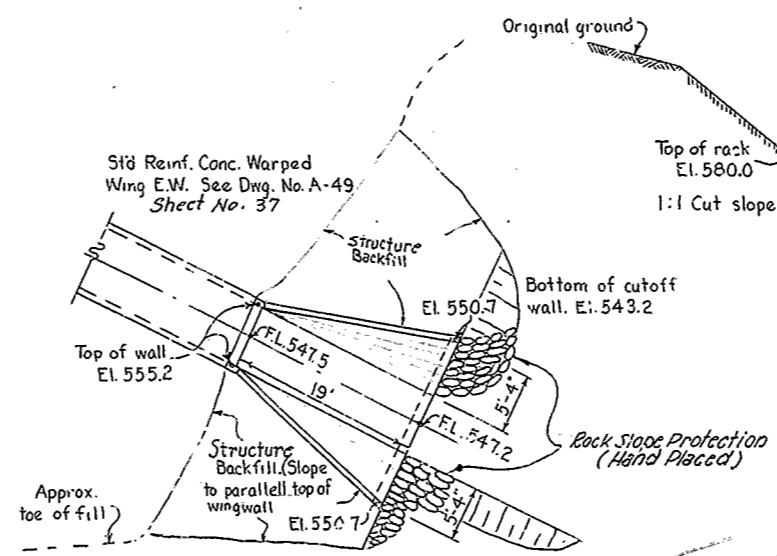 Original ground
Top of rock
El. 580.0
1:1 Cut slope
Std Reinf. Conc. Warped
Wing E.W. See Dwg. No. A-49
Sheet No. 37
Structure
Backfill
El. 550.7
Bottom of cutoff
wall. El. 543.2
F.L. 547.5
Top of wall
El. 555.2
19'
5'-4"
F.L. 547.2
Rock Slope Protection
(Hand Placed)
Structure
Backfill. (Slope
to parallell top of
wingwall
Approx.
toe of fill
El. 550.7
5'-4"